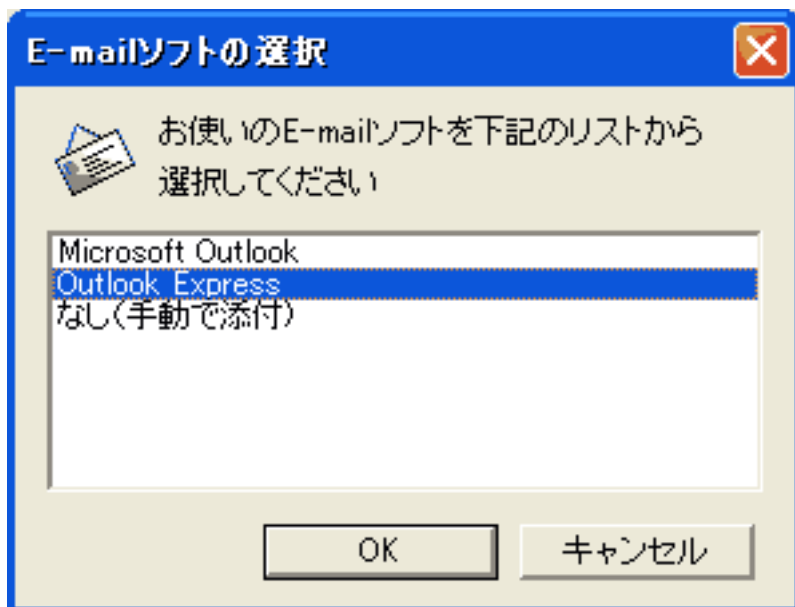 E-mailソフトの選択
お使いのE-mailソフトを下記のリストから
選択してください
Microsoft Outlook
Outlook Express
なし(手動で添付)
OK キャンセル